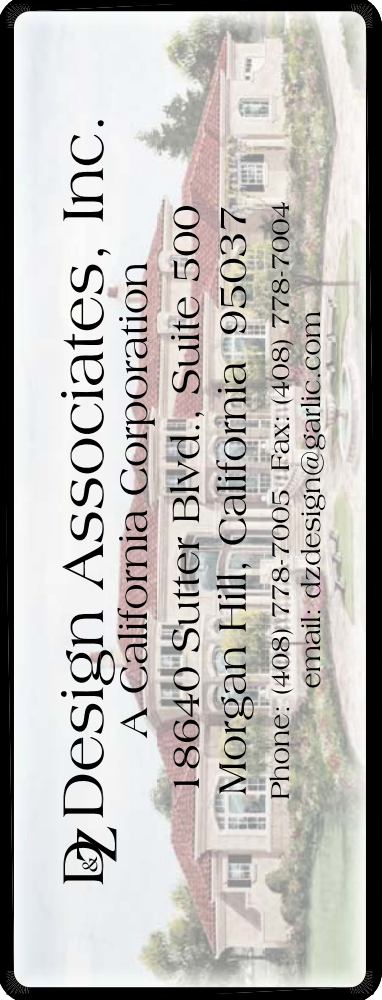 D&Z Design Associates, Inc.
A California Corporation
18640 Sutter Blvd., Suite 500
Morgan Hill, California 95037
Phone: (408) 778-7005 Fax: (408) 778-7004
email: dzdesign@garlic.com